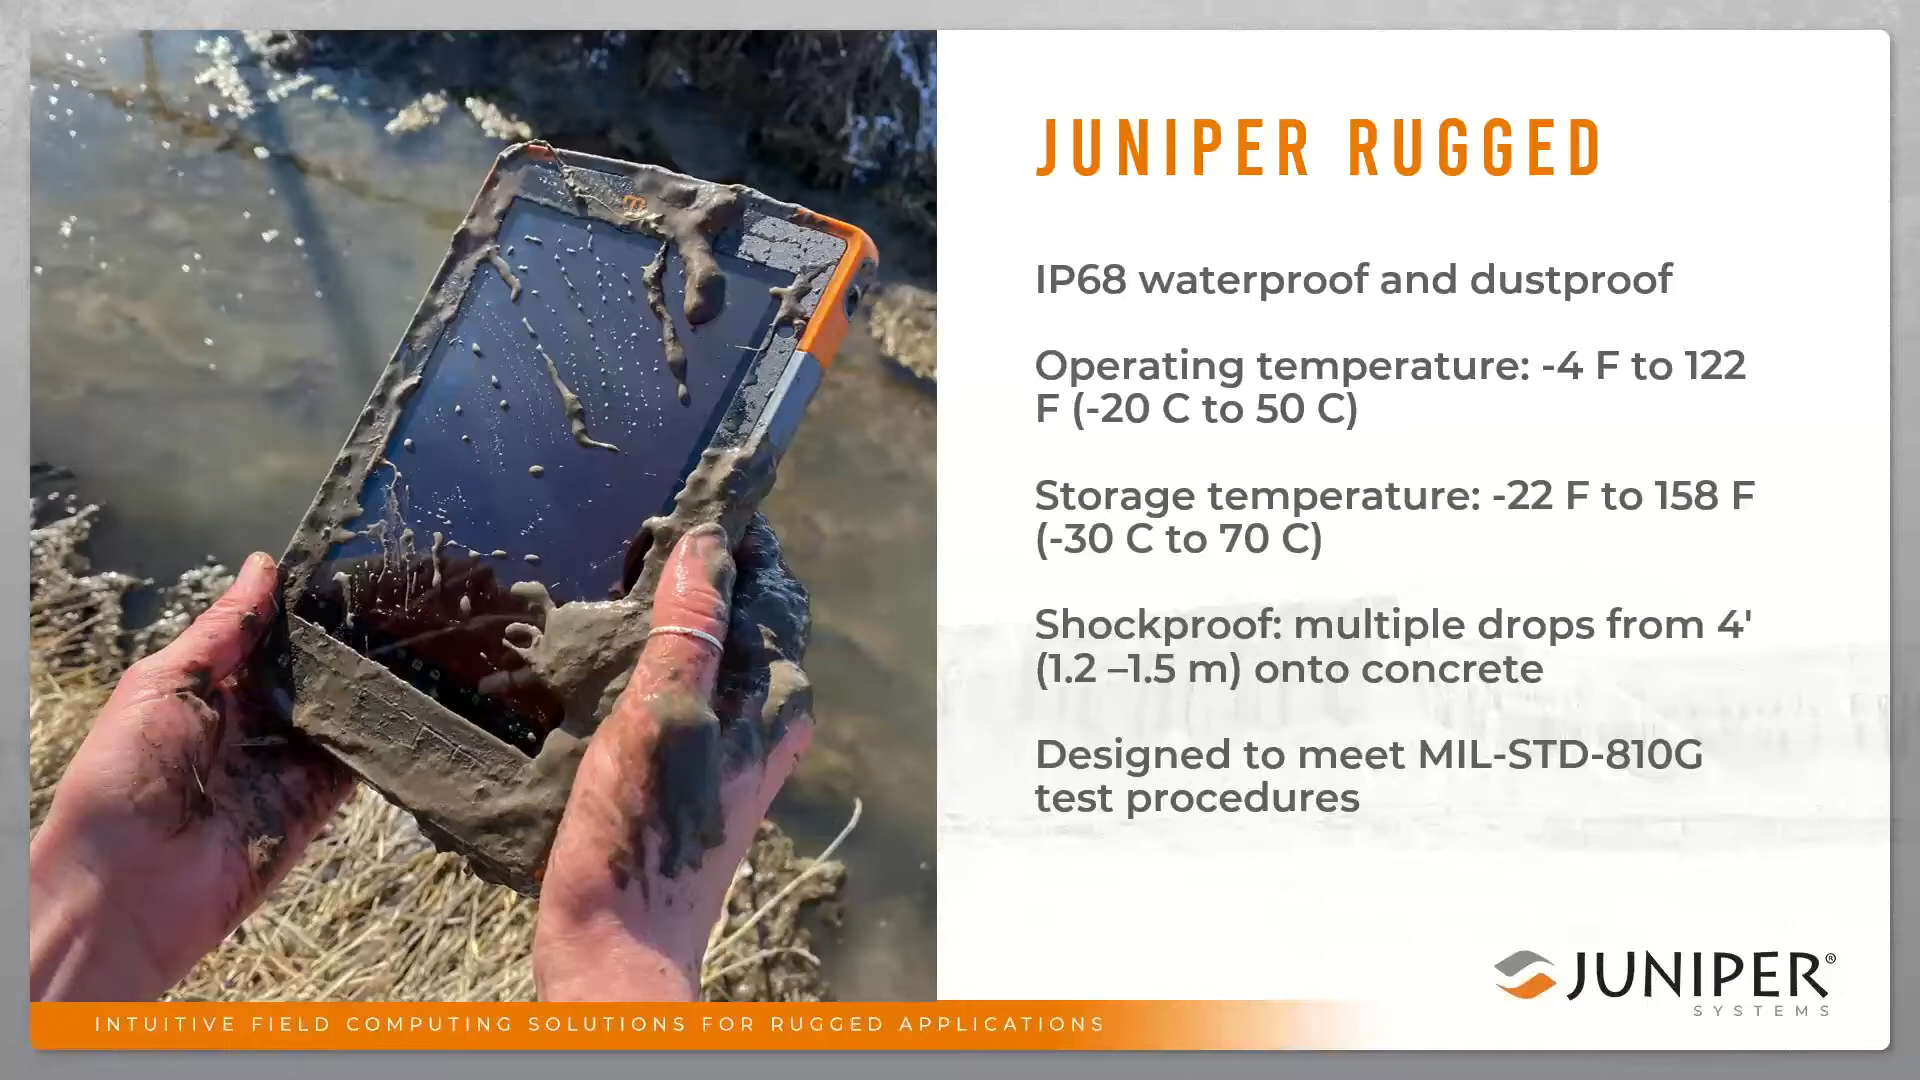 JUNIPER RUGGED
IP68 waterproof and dustproof
Operating temperature: -4 F to 122
F (-20 C to 50 C)
Storage temperature: -22 F to 158 F
(-30 C to 70 C)
Shockproof: multiple drops from 4'
(1.2 –1.5 m) onto concrete
Designed to meet MIL-STD-810G
test procedures
JUNIPER®
SYSTEMS
INTUITIVE FIELD COMPUTING SOLUTIONS FOR RUGGED APPLICATIONS